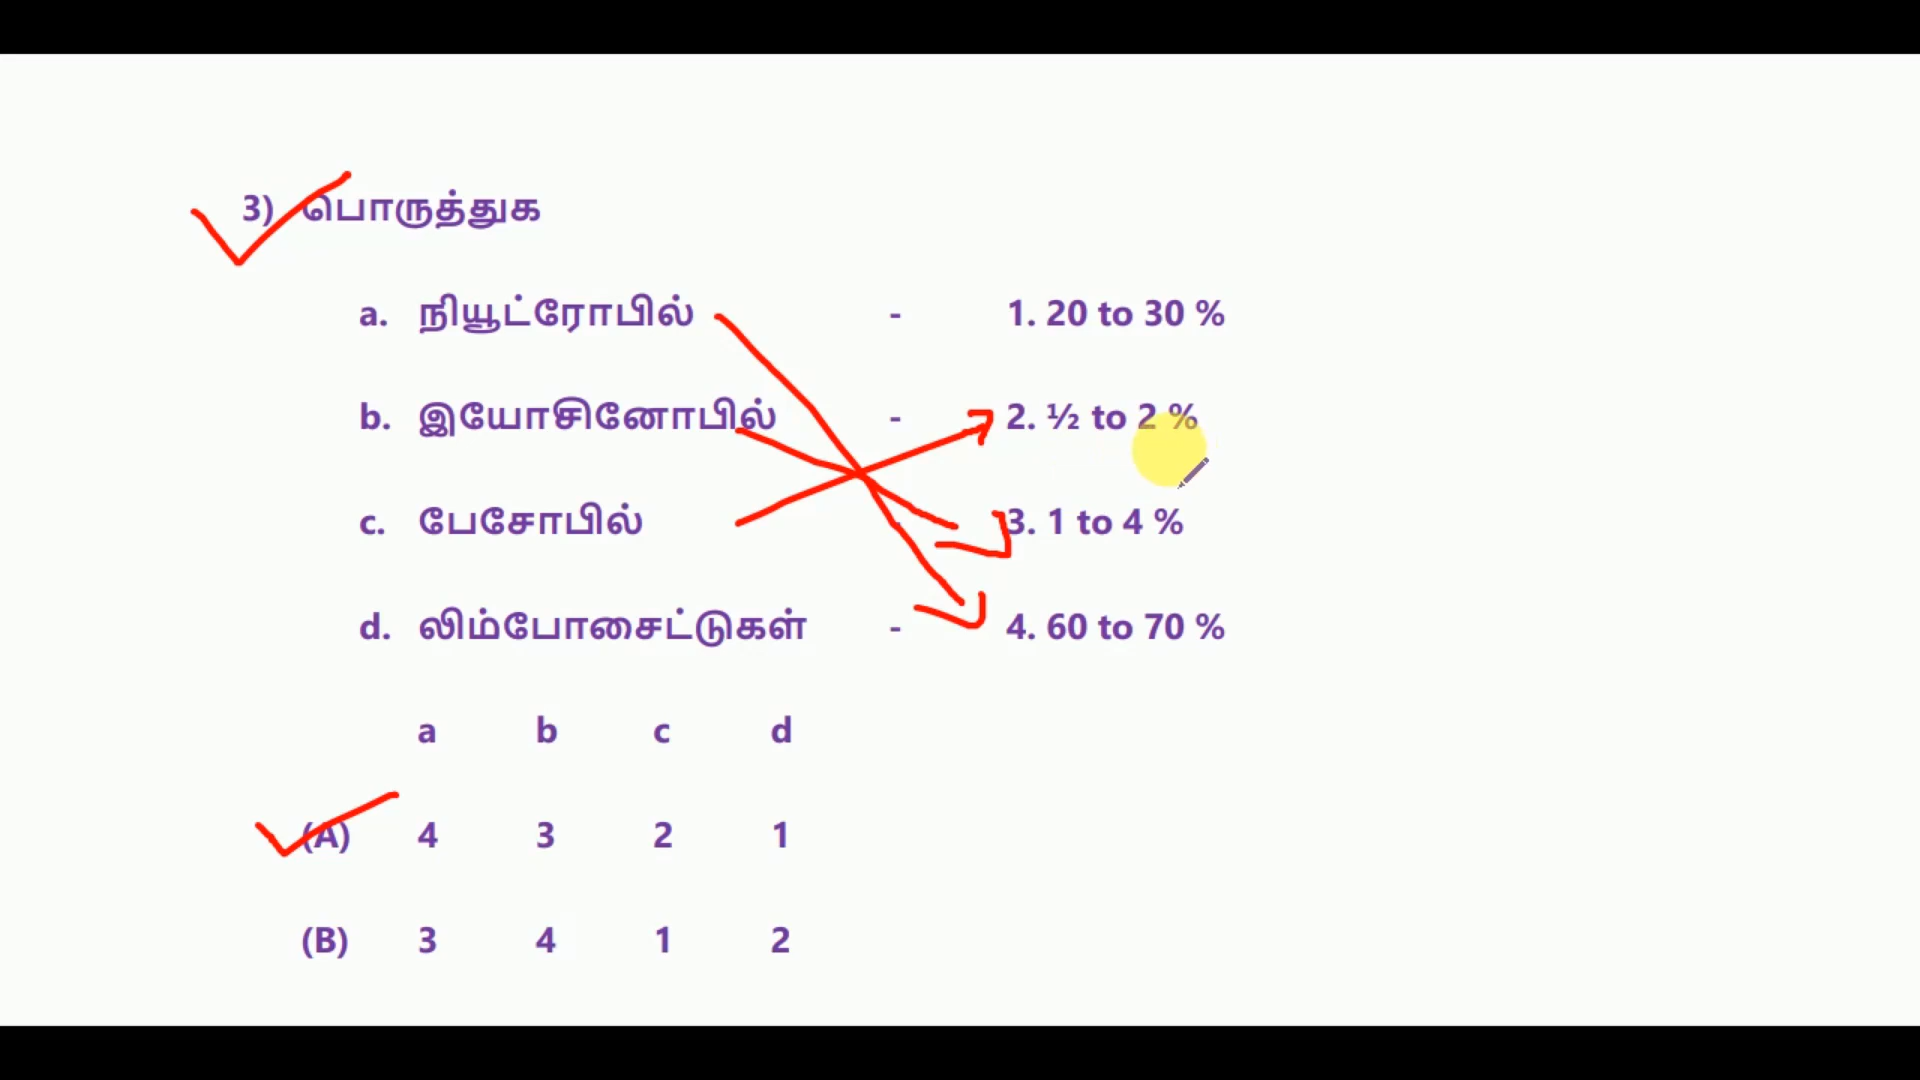 3) பொருத்துக
a. நியூட்ரோபில் - 1. 20 to 30 %
b. இயோசினோபில் - 2. ½ to 2 %
c. பேசோபில் - 3. 1 to 4 %
d. லிம்போசைட்டுகள் - 4. 60 to 70 %
a b c d
(A) 4 3 2 1
(B) 3 4 1 2